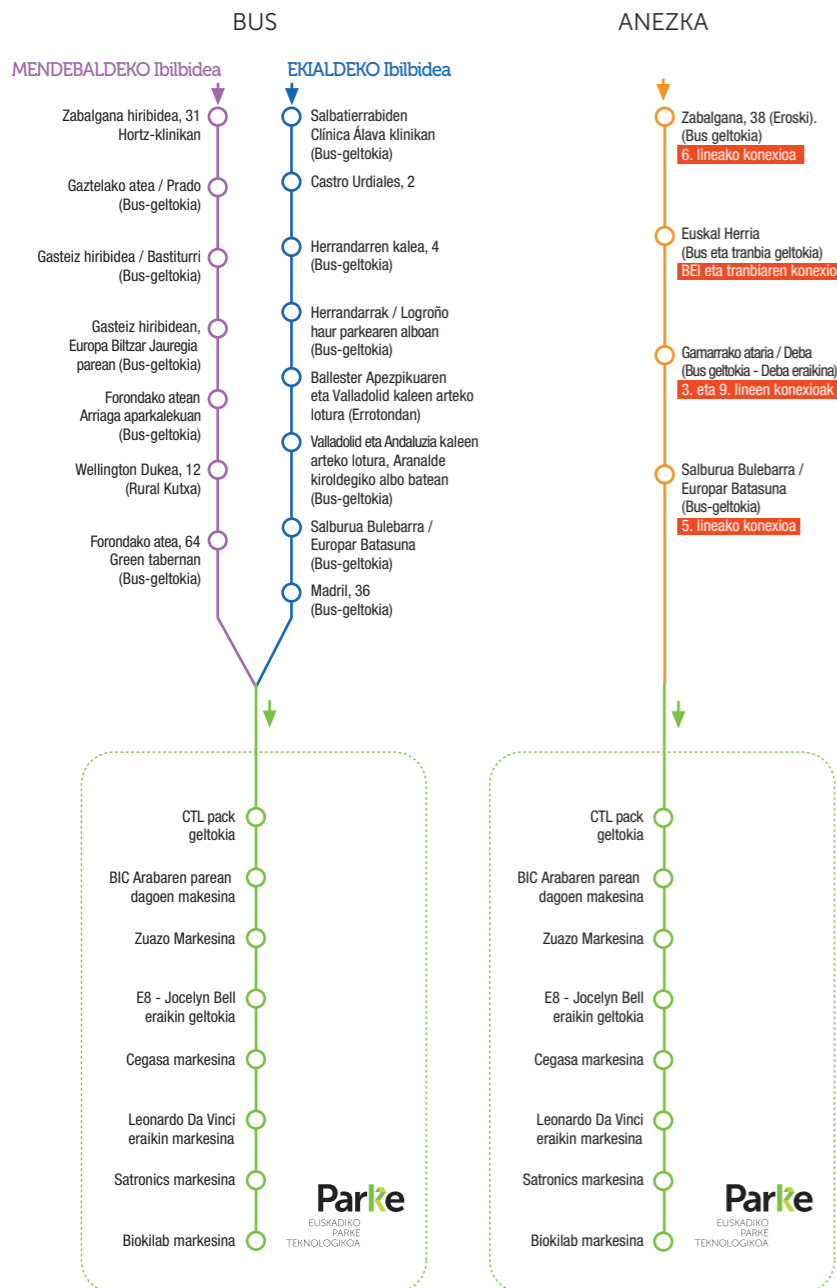 BUS
MENDEBALDEKO Ibilbidea
Zabalgana hiribidea, 31
Hortz-klinikan
Gaztelako atea / Prado
(Bus-geltokia)
Gasteiz hiribidea / Bastiturri
(Bus-geltokia)
Gasteiz hiribidean,
Europa Biltzar Jauregia
parean (Bus-geltokia)
Forondako atean
Arriaga aparkalekuan
(Bus-geltokia)
Wellington Dukea, 12
(Rural Kutxa)
Forondako atea, 64
Green tabernan
(Bus-geltokia)
EKIALDEKO Ibilbidea
Salbatierrabiden
Clínica Álava klinikan
(Bus-geltokia)
Castro Urdiales, 2
Herrandarren kalea, 4
(Bus-geltokia)
Herrandarrak / Logroño
haur parkearen alboan
(Bus-geltokia)
Ballester Apezpikuaren
eta Valladolid kaleen arteko
lotura (Errotondan)
Valladolid eta Andaluzia kaleen
arteko lotura, Aranalde
kiroldegiko albo batean
(Bus-geltokia)
Salburua Bulebarra /
Europar Batasuna
(Bus-geltokia)
Madril, 36
(Bus-geltokia)
CTL pack
geltokia
BIC Arabaren parean
dagoen makesina
Zuazo Markesina
E8 - Jocelyn Bell
eraikin geltokia
Cegasa markesina
Leonardo Da Vinci
eraikin markesina
Satronics markesina
Biokilab markesina
Parke
EUSKADIKO
PARKE
TEKNOLOGIKOA
ANEZKA
Zabalgana, 38 (Eroski).
(Bus geltokia)
6. lineako konexioa
Euskal Herria
(Bus eta tranbia geltokia)
BEI eta tranbiaren konexio
Gamarrako ataria / Deba
(Bus geltokia - Deba eraikina)
3. eta 9. lineen konexioak
Salburua Bulebarra /
Europar Batasuna
(Bus-geltokia)
5. lineako konexioa
CTL pack
geltokia
BIC Arabaren parean
dagoen makesina
Zuazo Markesina
E8 - Jocelyn Bell
eraikin geltokia
Cegasa markesina
Leonardo Da Vinci
eraikin markesina
Satronics markesina
Biokilab markesina
Parke
EUSKADIKO
PARKE
TEKNOLOGIKOA